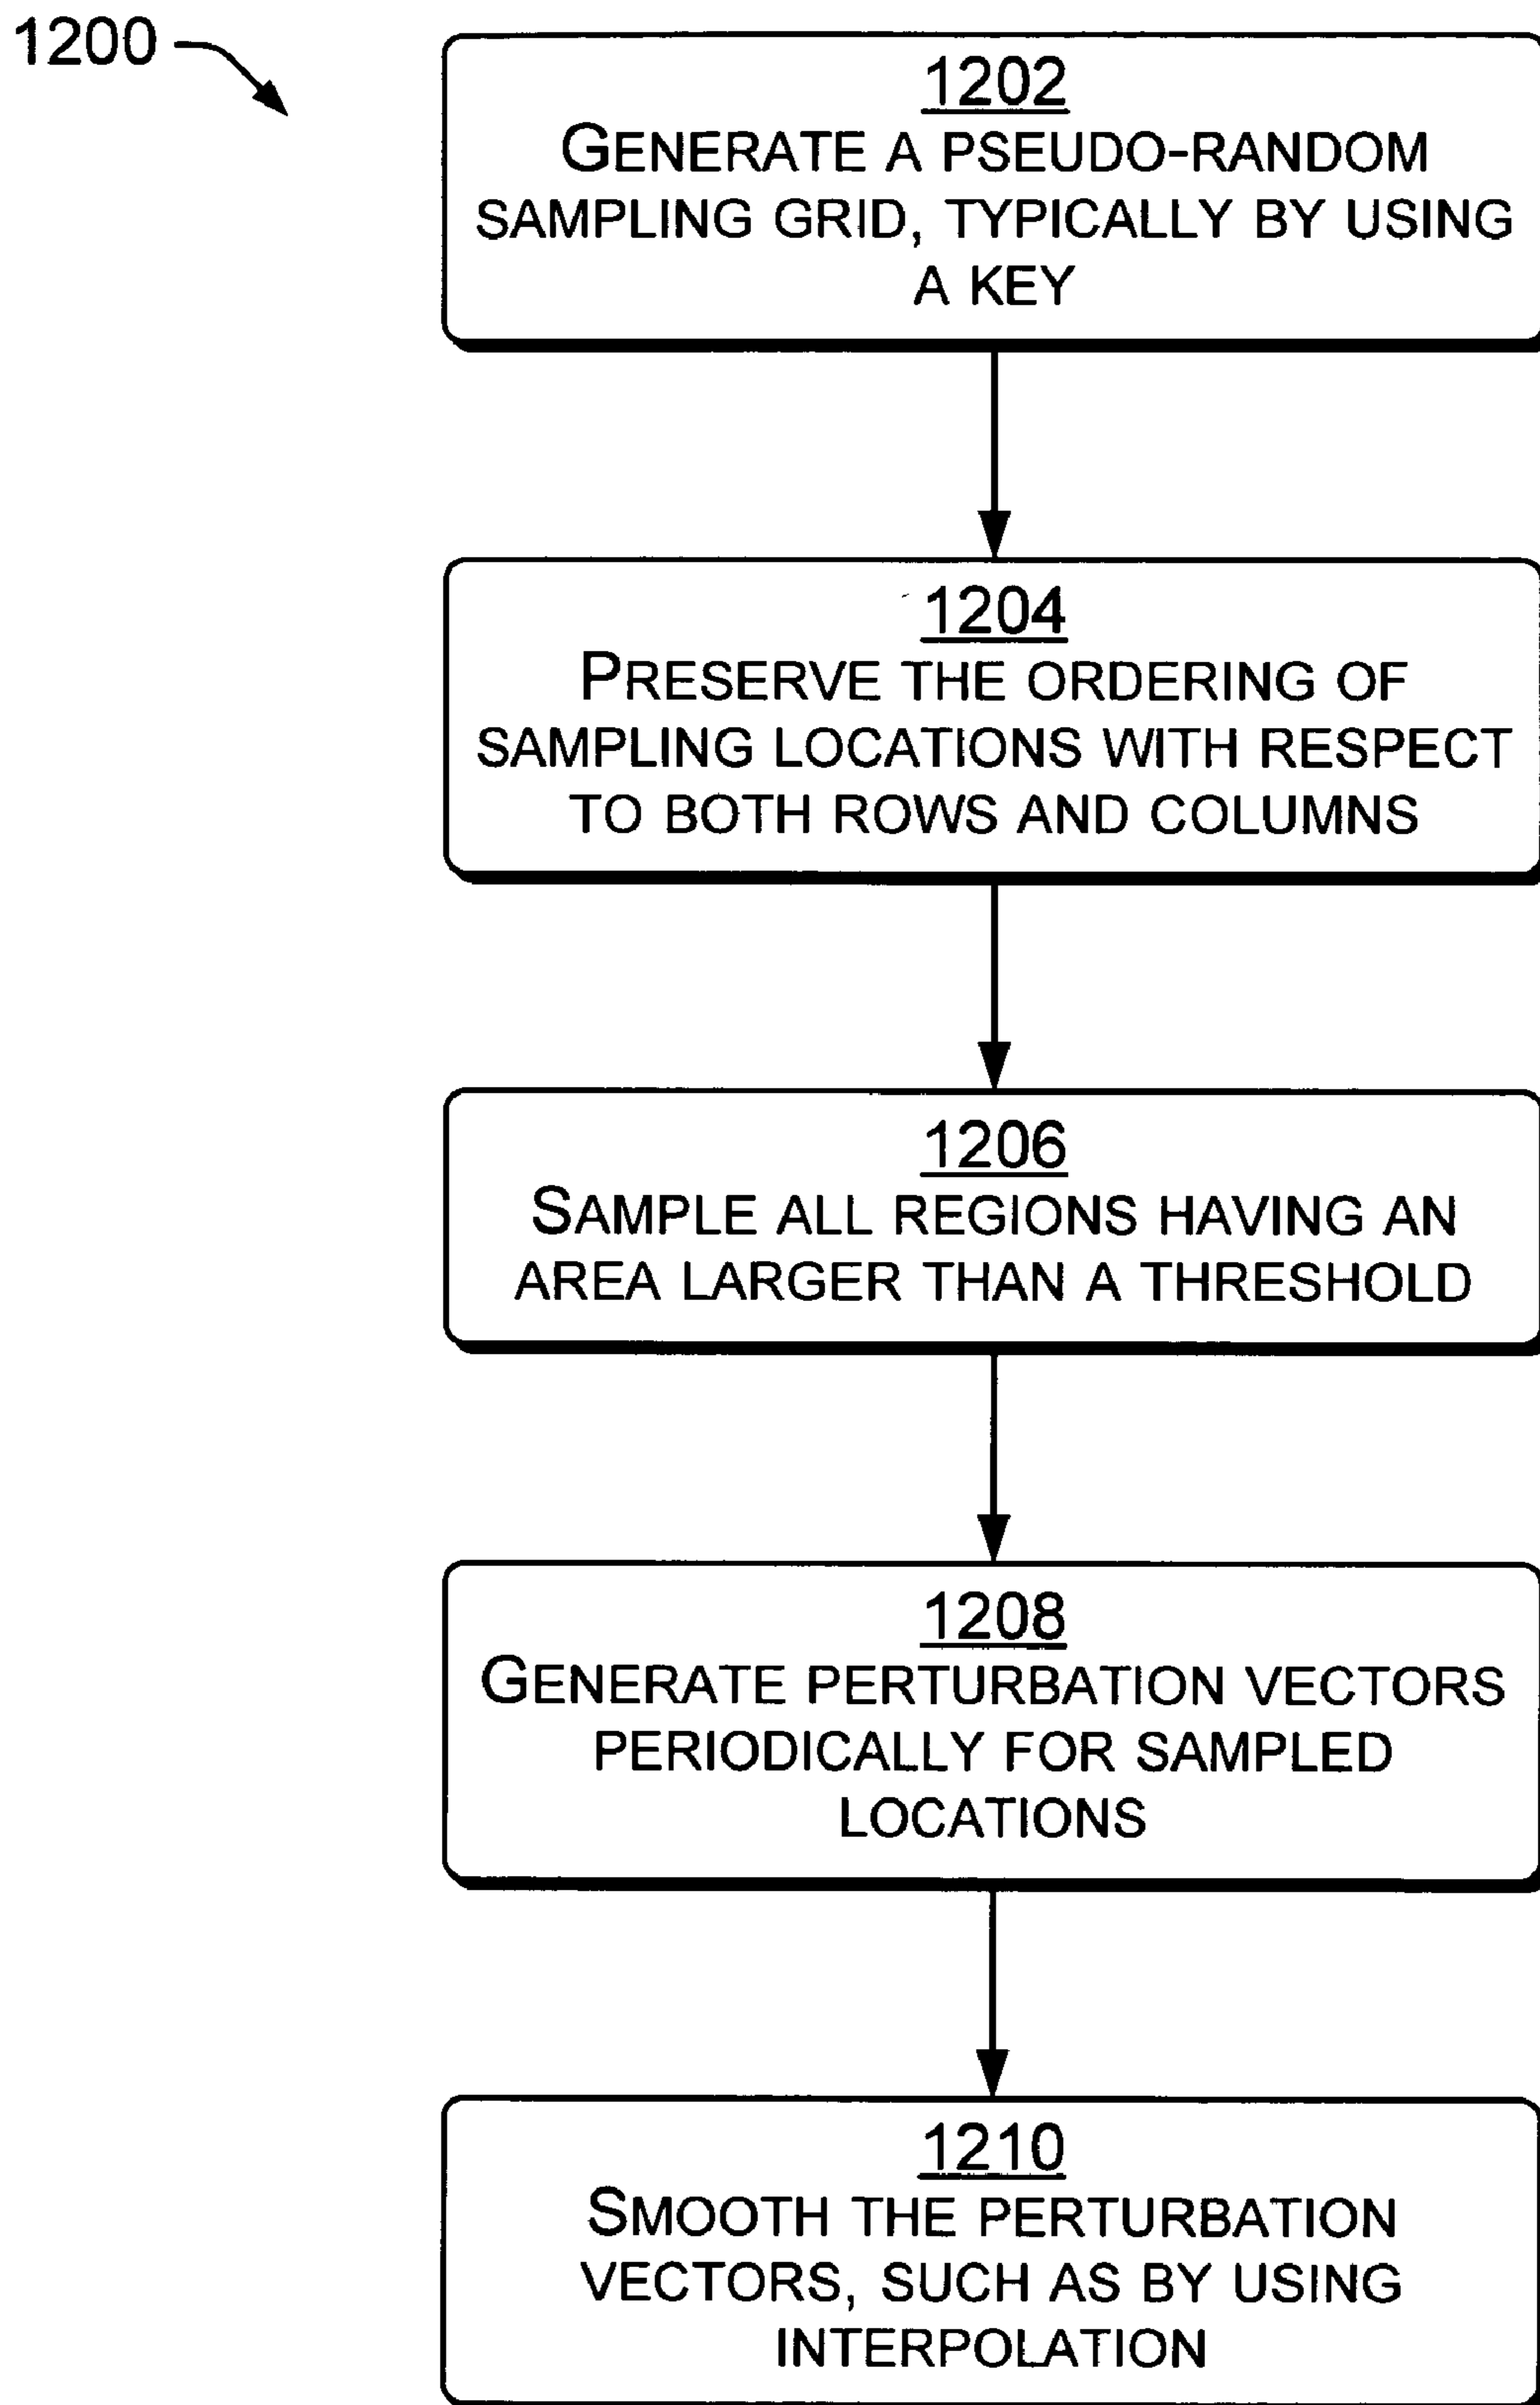 1200
1202
GENERATE A PSEUDO-RANDOM
SAMPLING GRID, TYPICALLY BY USING
A KEY
1204
PRESERVE THE ORDERING OF
SAMPLING LOCATIONS WITH RESPECT
TO BOTH ROWS AND COLUMNS
1206
SAMPLE ALL REGIONS HAVING AN
AREA LARGER THAN A THRESHOLD
1208
GENERATE PERTURBATION VECTORS
PERIODICALLY FOR SAMPLED
LOCATIONS
1210
SMOOTH THE PERTURBATION
VECTORS, SUCH AS BY USING
INTERPOLATION